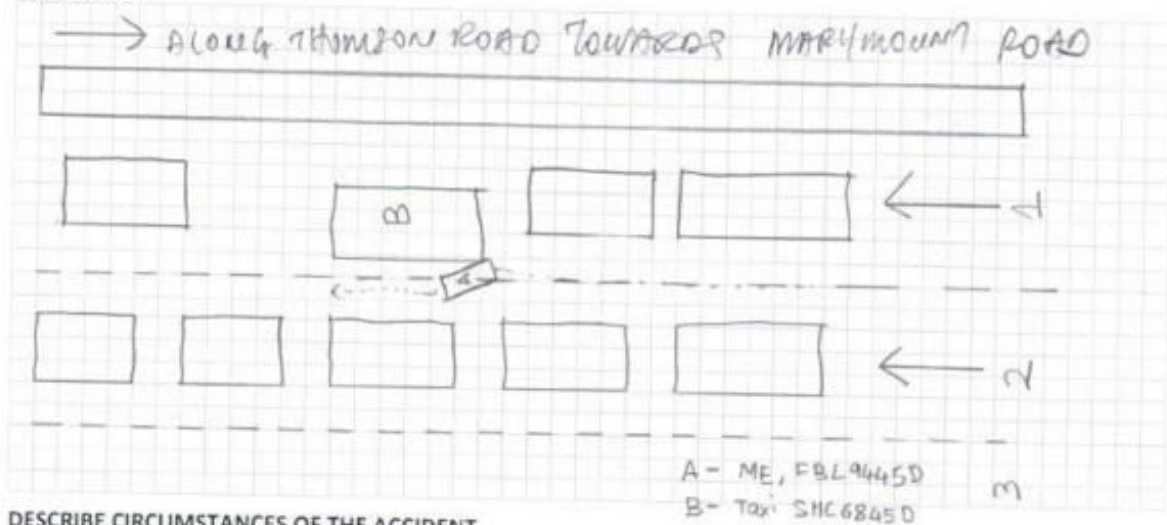 → ALONG THOMSON ROAD TOWARDS MARYMOUNT ROAD
B
1
A
2
A - ME, FBL9445D
B - Taxi SHC6845D
3
DESCRIBE CIRCUMSTANCES OF THE ACCIDENT